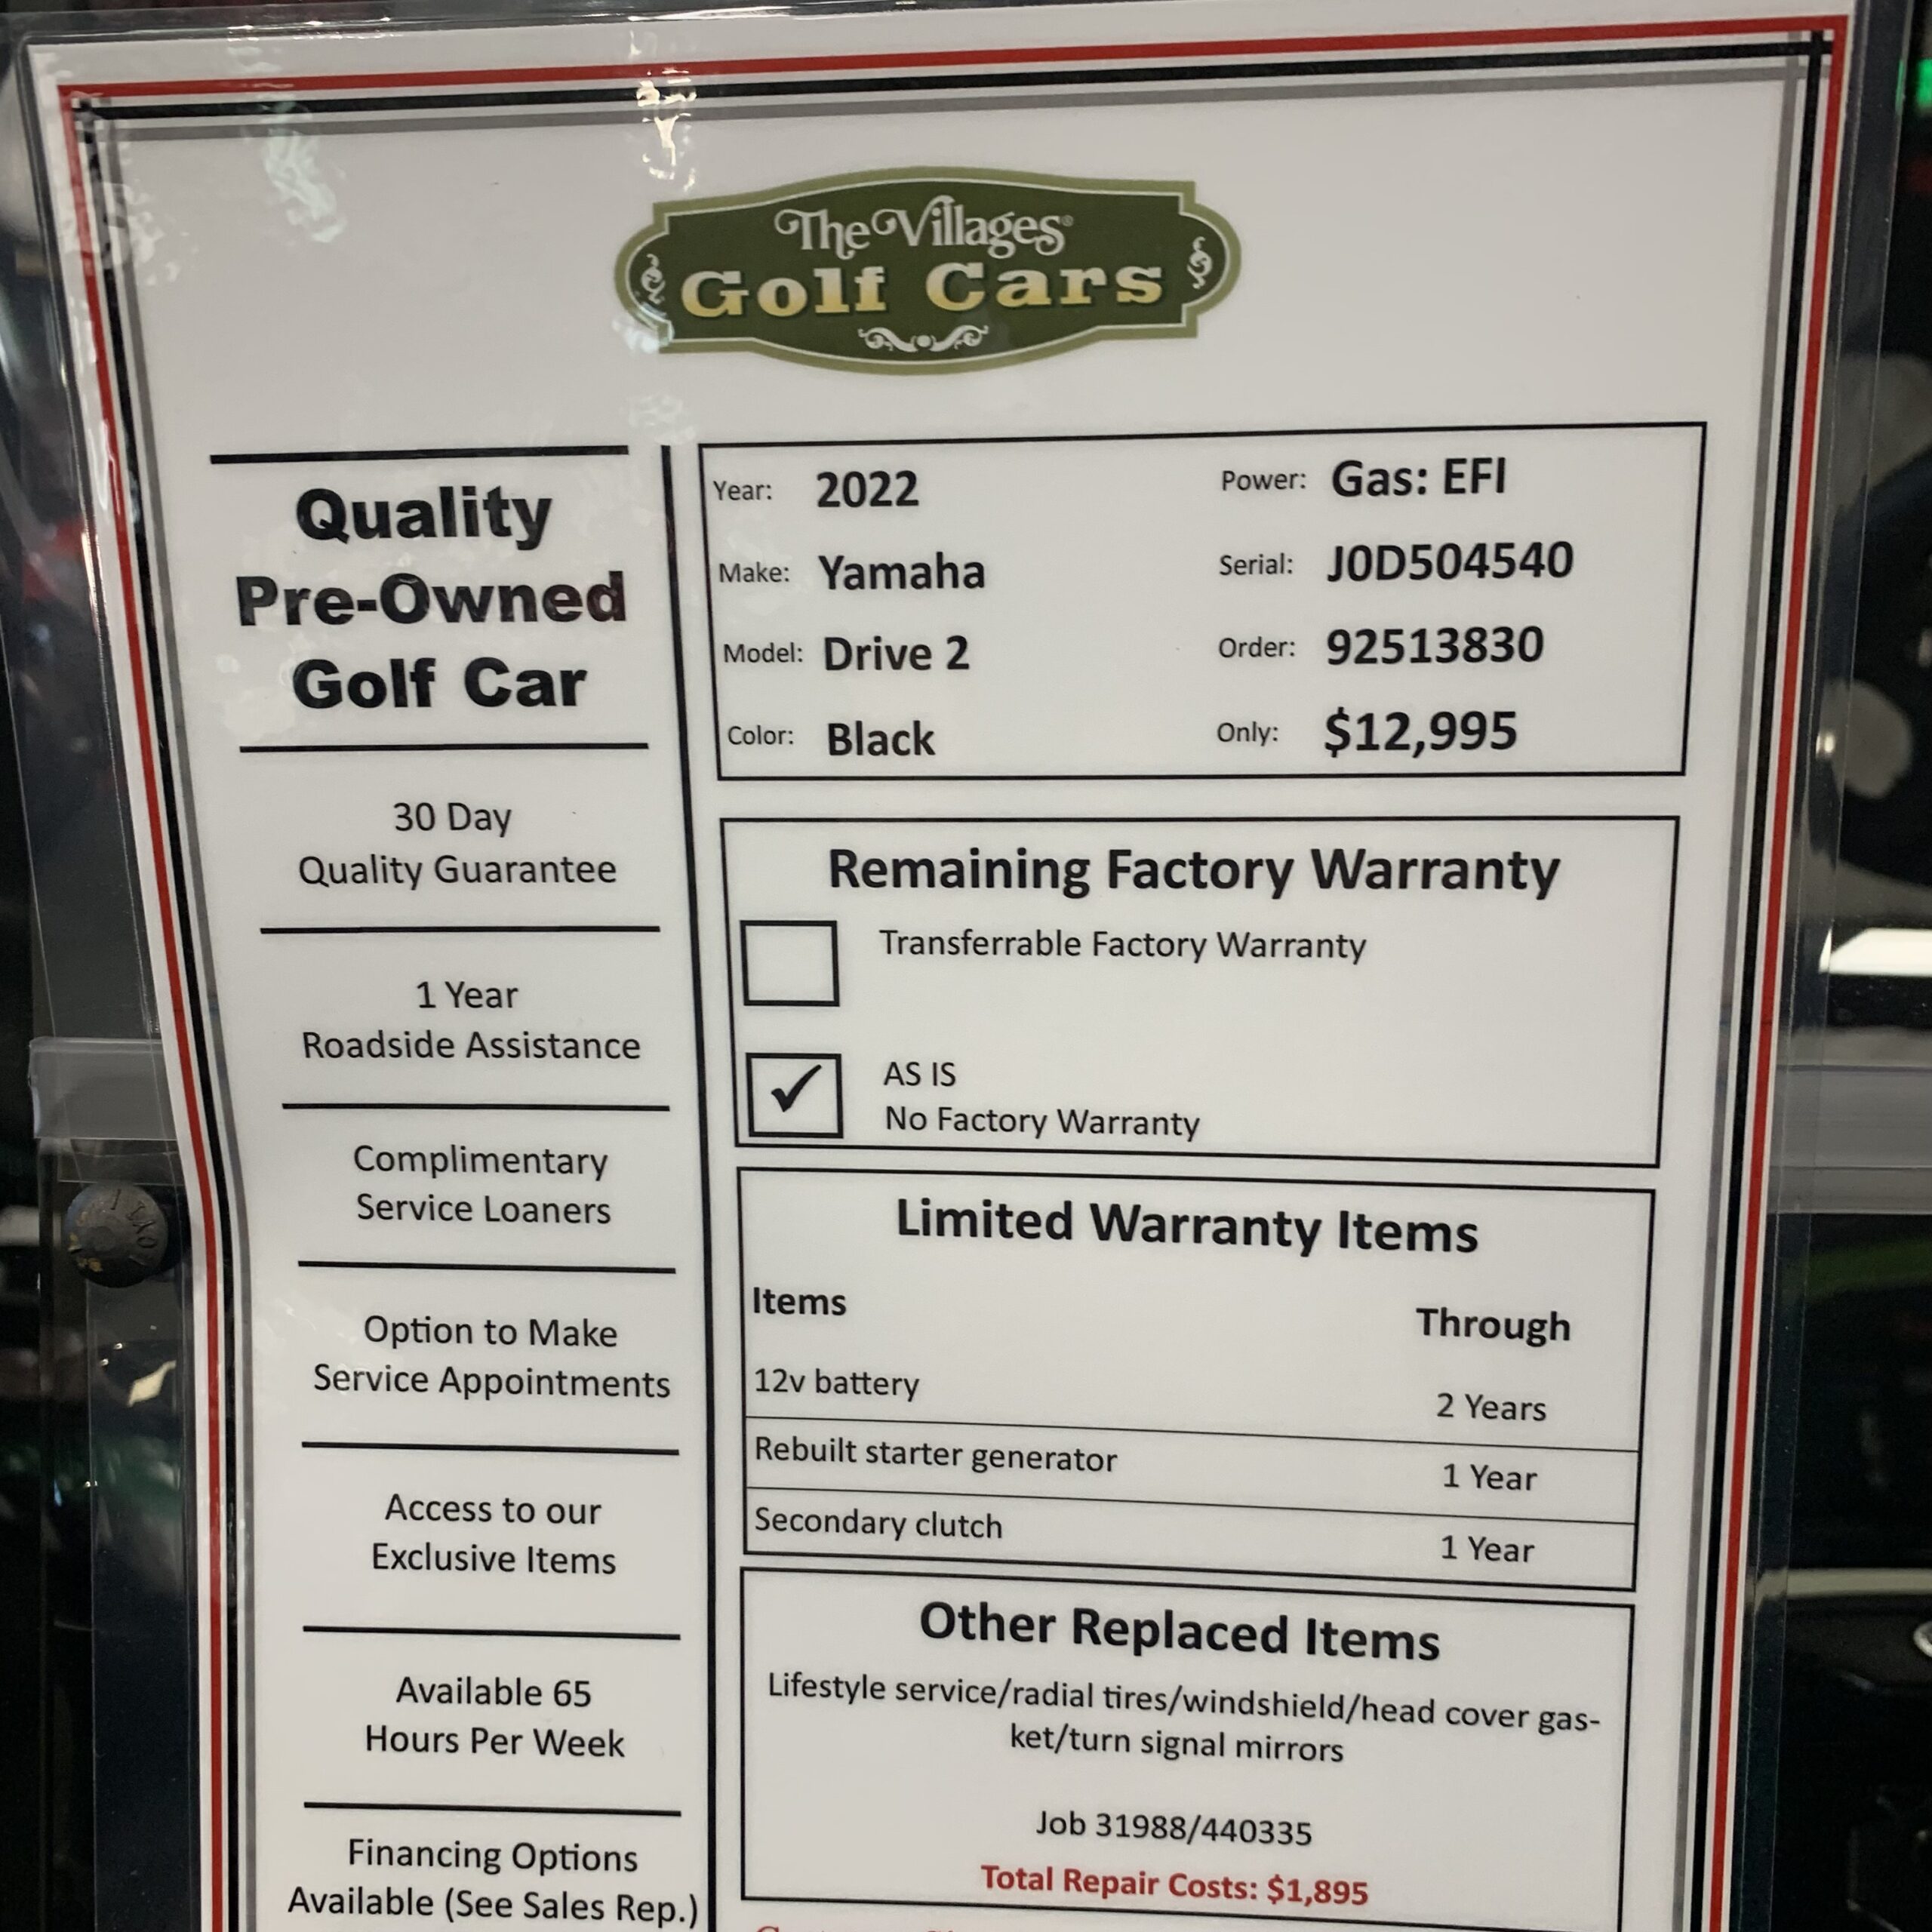 The Villages®
Golf Cars
Quality
Pre-Owned
Golf Car
30 Day
Quality Guarantee
1 Year
Roadside Assistance
Complimentary
Service Loaners
Option to Make
Service Appointments
Access to our
Exclusive Items
Available 65
Hours Per Week
Financing Options
Available (See Sales Rep.)
Year: 2022 Power: Gas: EFI
Make: Yamaha Serial: J0D504540
Model: Drive 2 Order: 92513830
Color: Black Only: $12,995
Remaining Factory Warranty
Transferrable Factory Warranty
✓ AS IS
No Factory Warranty
Limited Warranty Items
Items Through
12v battery 2 Years
Rebuilt starter generator 1 Year
Secondary clutch 1 Year
Other Replaced Items
Lifestyle service/radial tires/windshield/head cover gas-
ket/turn signal mirrors
Job 31988/440335
Total Repair Costs: $1,895